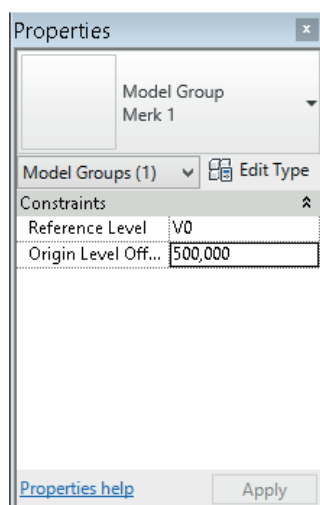 Properties
x
Model Group
Merk 1
Model Groups (1)
Edit Type
Constraints
Reference Level V0
Origin Level Off... 500,000
Properties help
Apply